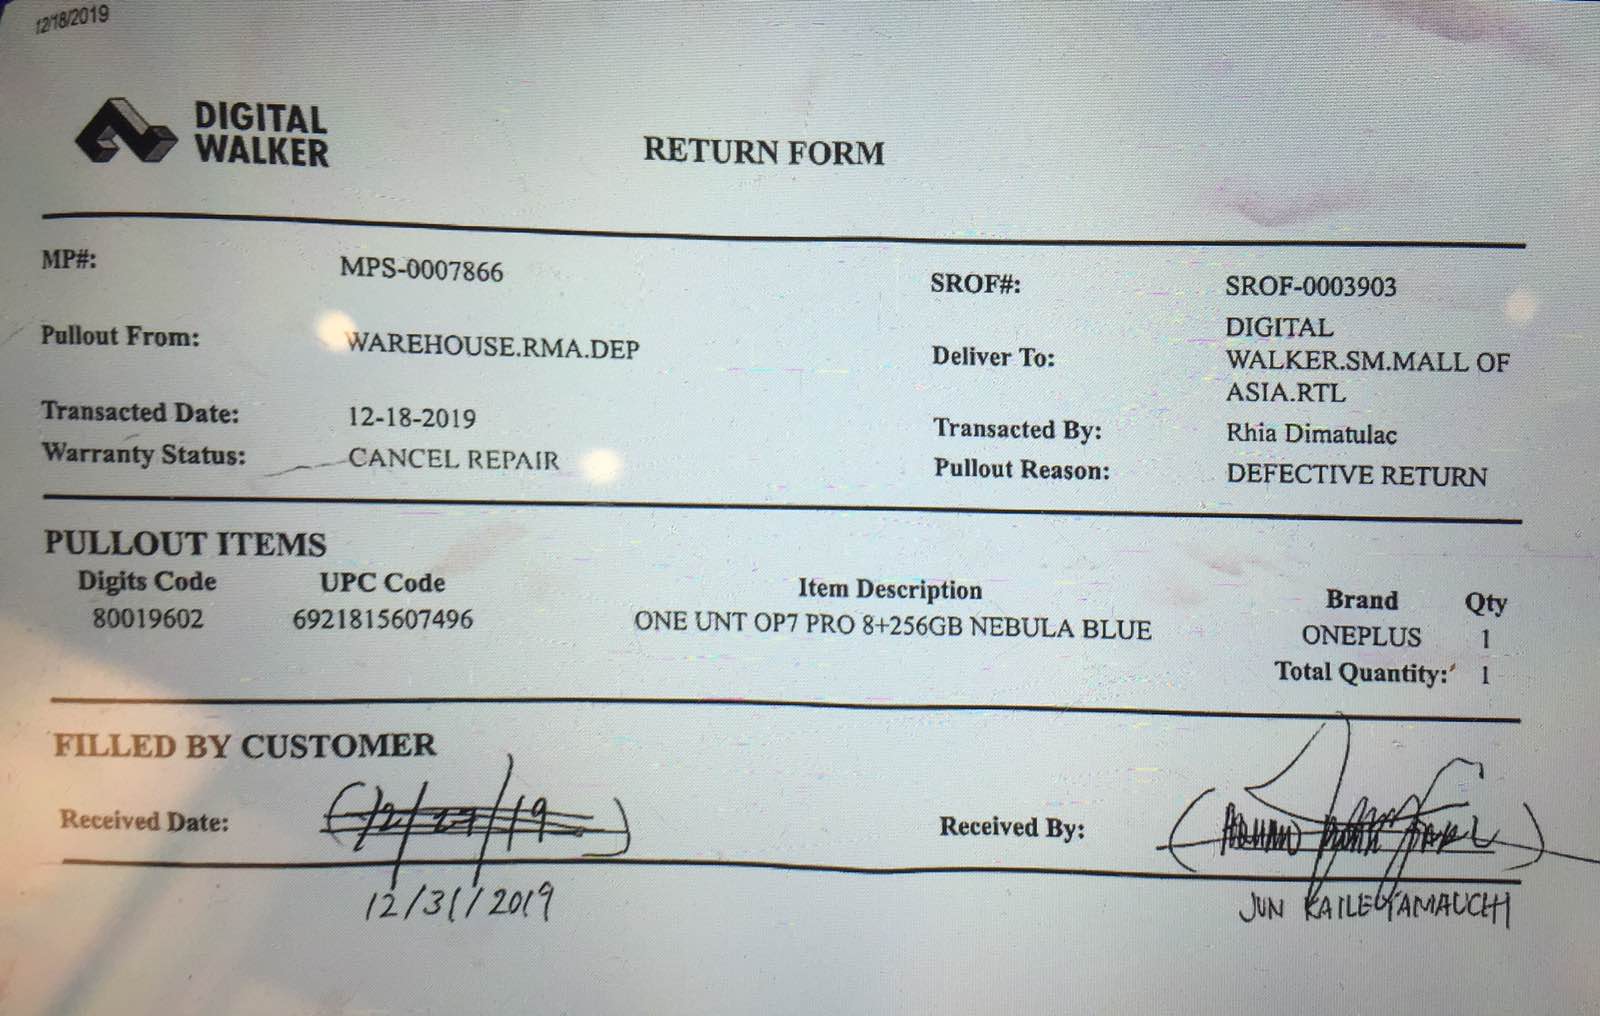 12/18/2019
DIGITAL
WALKER
RETURN FORM
MP#: MPS-0007866
SROF#: SROF-0003903
Pullout From: WAREHOUSE.RMA.DEP
Deliver To: DIGITAL
WALKER.SM.MALL OF
ASIA.RTL
Transacted Date: 12-18-2019
Transacted By: Rhia Dimatulac
Warranty Status: CANCEL REPAIR
Pullout Reason: DEFECTIVE RETURN
PULLOUT ITEMS
Digits Code UPC Code Item Description Brand Qty
80019602 6921815607496 ONE UNT OP7 PRO 8+256GB NEBULA BLUE ONEPLUS 1
Total Quantity: 1
FILLED BY CUSTOMER
Received Date: (12/27/19)
Received By:
12/31/2019
JUN KAILE YAMAUCHI